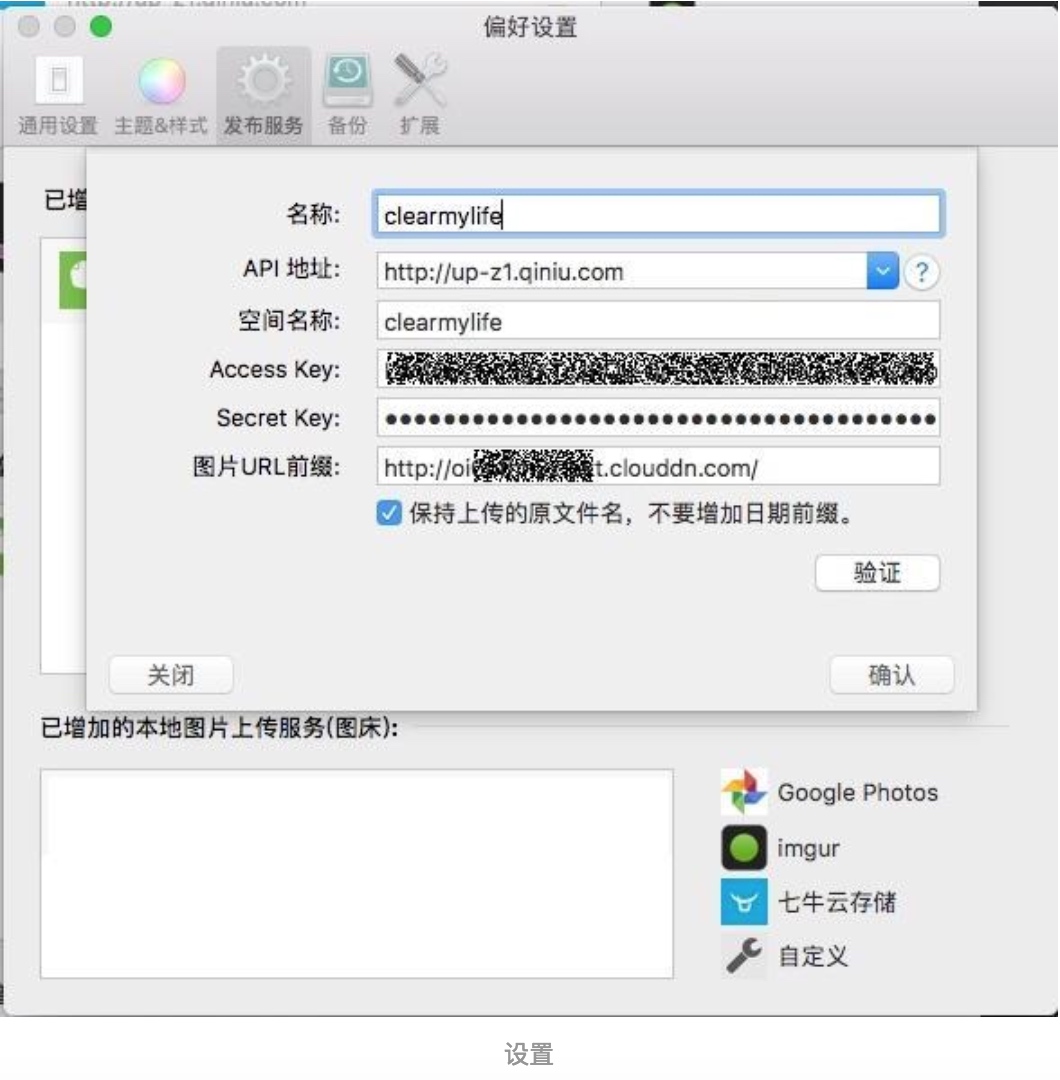 偏好设置
通用设置 主题&样式 发布服务 备份 扩展
已增
名称: clearmylife
API 地址: http://up-z1.qiniu.com ?
空间名称: clearmylife
Access Key:
Secret Key: ••••••••••••••••••••••••••••••••••••••
图片URL前缀: http://oi t.clouddn.com/
保持上传的原文件名，不要增加日期前缀。
验证
关闭 确认
已增加的本地图片上传服务(图床):
Google Photos
imgur
七牛云存储
自定义
设置